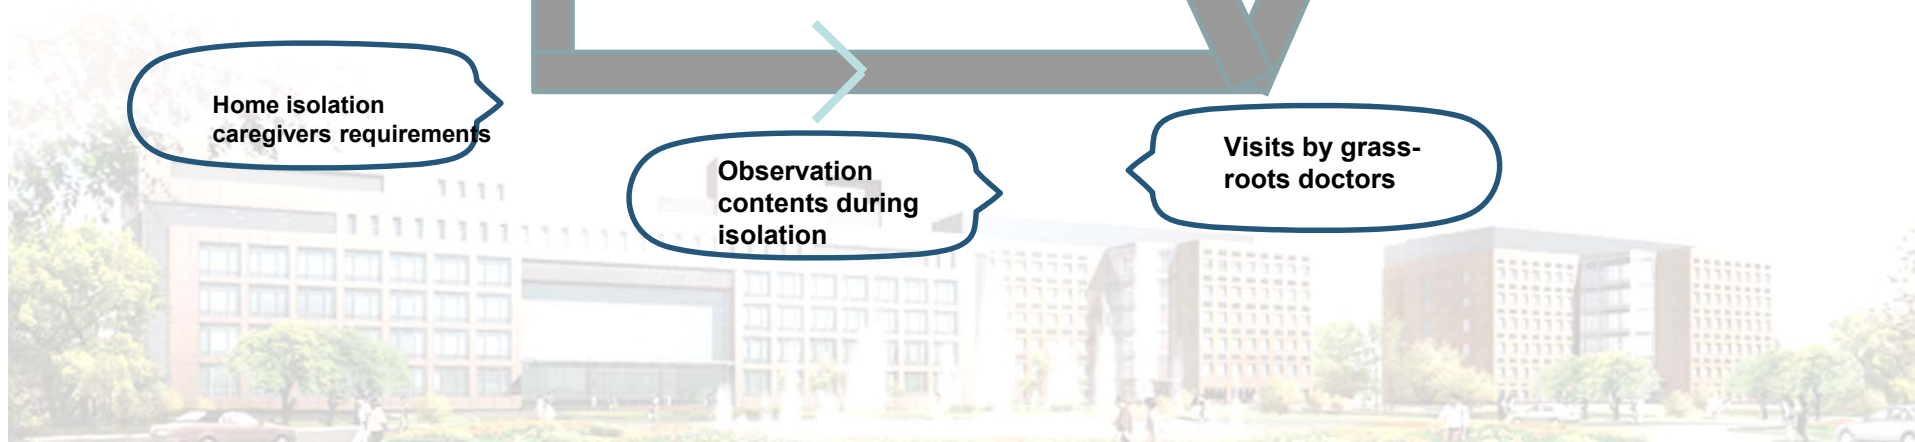 Home isolation
caregivers requirements
Observation
contents during
isolation
Visits by grass-
roots doctors